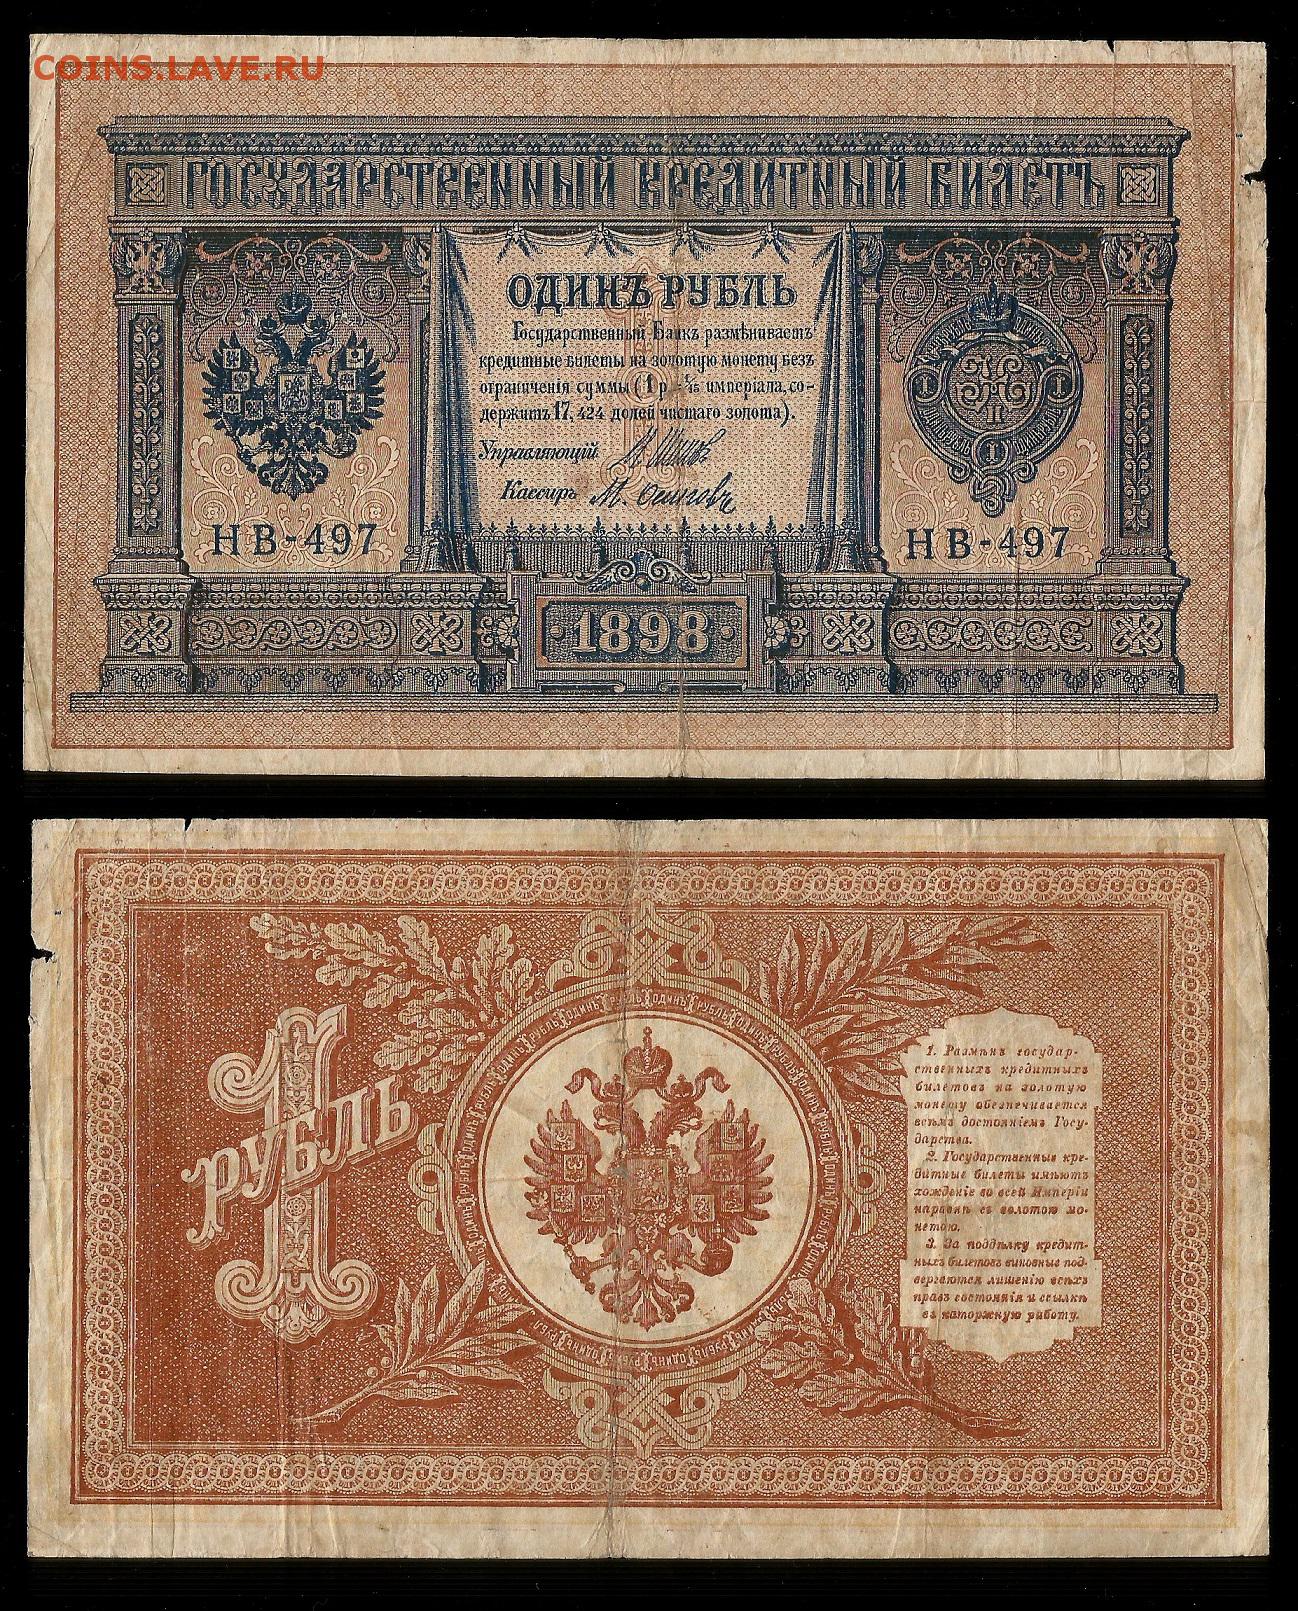 COINS.LAVE.RU
ГОСУДАРСТВЕННЫЙ КРЕДИТНЫЙ БИЛЕТЪ
ОДИНЪ РУБЛЬ
Государственный Банкъ размѣниваетъ
кредитные билеты на золотую монету безъ
ограниченія суммы (1 р.= 1/15 имперіала, со-
держитъ 17,424 долей чистаго золота).
Управляющій
Кассиръ М. Осиповъ
НВ-497
НВ-497
1898
1
РУБЛЬ
1. Размѣнъ государ-
ственныхъ кредитныхъ
билетовъ на золотую
монету обезпечивается
всѣмъ достояніемъ Госу-
дарства.
2. Государственные кре-
дитные билеты имѣютъ
хожденіе во всей Имперіи
наравнѣ съ золотою мо-
нетою.
3. За поддѣлку кредит-
ныхъ билетовъ виновные под-
вергаются лишенію всѣхъ
правъ состоянія и ссылкѣ
въ каторжную работу.